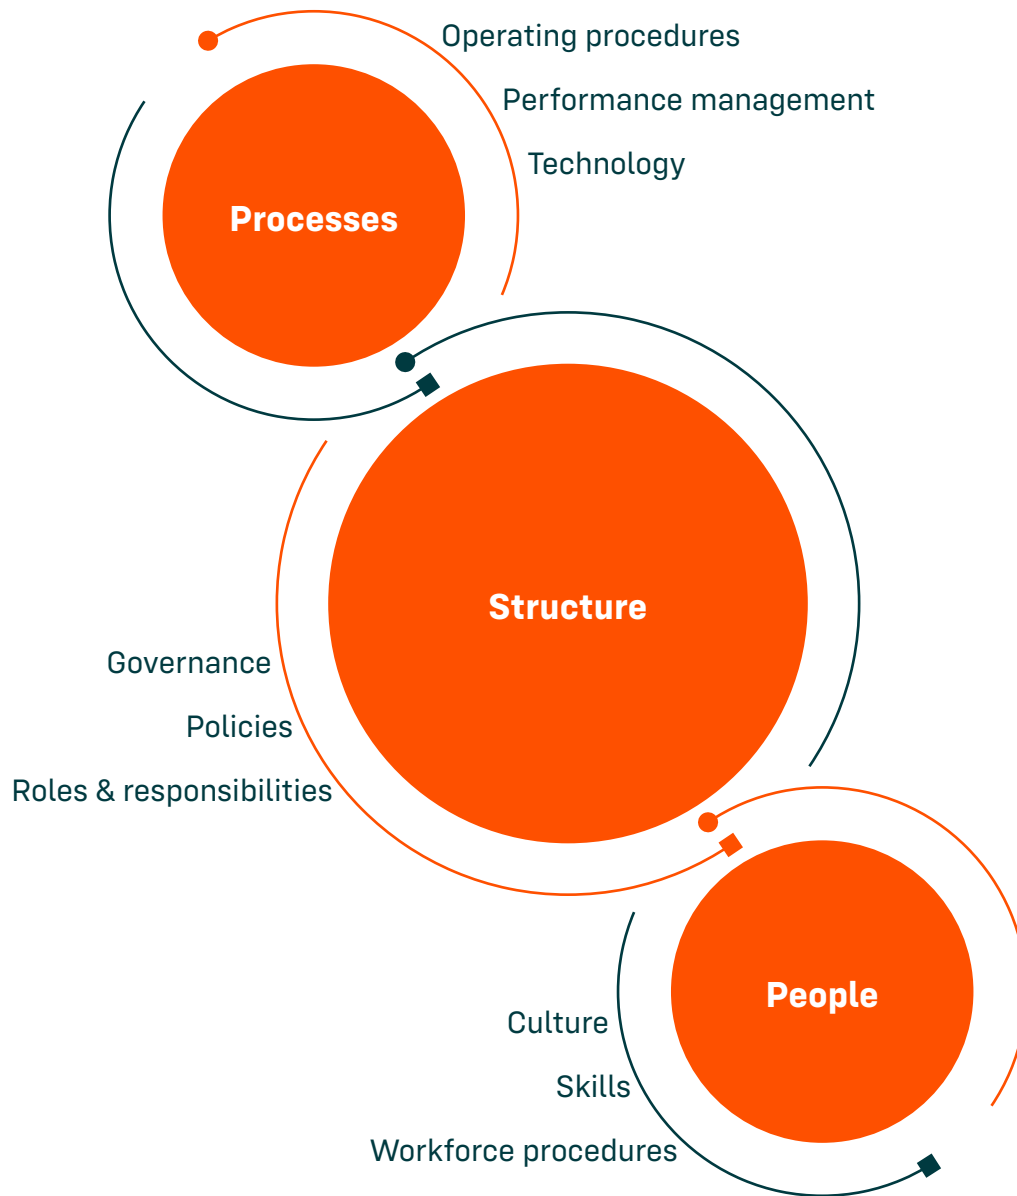 Operating procedures
Performance management
Technology
Processes
Structure
Governance
Policies
Roles & responsibilities
People
Culture
Skills
Workforce procedures